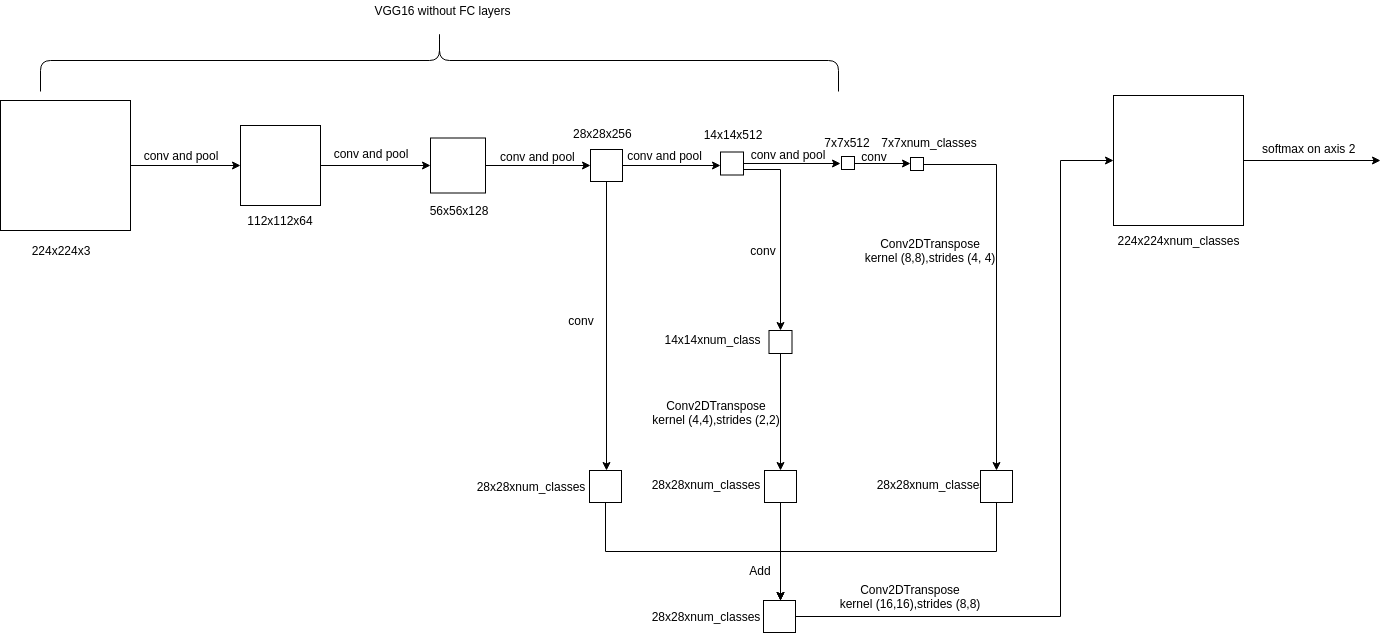 VGG16 without FC layers
28x28x256
14x14x512
7x7x512
7x7xnum_classes
conv and pool
conv and pool
conv and pool
conv and pool
conv and pool
conv
softmax on axis 2
224x224x3
112x112x64
56x56x128
224x224xnum_classes
conv
Conv2DTranspose
kernel (8,8),strides (4, 4)
conv
14x14xnum_class
Conv2DTranspose
kernel (4,4),strides (2,2)
28x28xnum_classes
28x28xnum_classes
28x28xnum_classe
Add
Conv2DTranspose
kernel (16,16),strides (8,8)
28x28xnum_classes